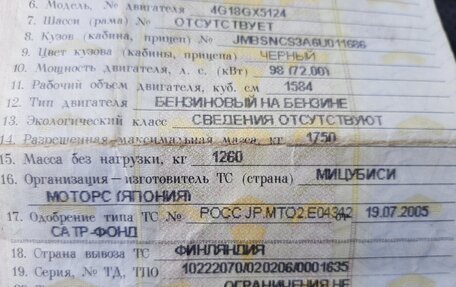 6. Модель, № двигателя 4G18GX5124
7. Шасси (рама) № ОТСУТСТВУЕТ
8. Кузов (кабина, прицеп) № JMBSNCS3A6U011686
9. Цвет кузова (кабины, прицепа) ЧЕРНЫЙ
10. Мощность двигателя, л. с. (кВт) 98 (72.00)
11. Рабочий объем двигателя, куб. см 1584
12. Тип двигателя БЕНЗИНОВЫЙ НА БЕНЗИНЕ
13. Экологический класс СВЕДЕНИЯ ОТСУТСТВУЮТ
14. Разрешенная максимальная масса, кг 1750
15. Масса без нагрузки, кг 1260
16. Организация—изготовитель ТС (страна) МИЦУБИСИ
МОТОРС (ЯПОНИЯ)
17. Одобрение типа ТС № РОСС JP.MT02.E04342 от 19.07.2005
САТР-ФОНД
18. Страна вывоза ТС ФИНЛЯНДИЯ
19. Серия, № ТД, ТПО 10222070/020206/0001635
ОГРАНИЧЕНИЯ НЕ